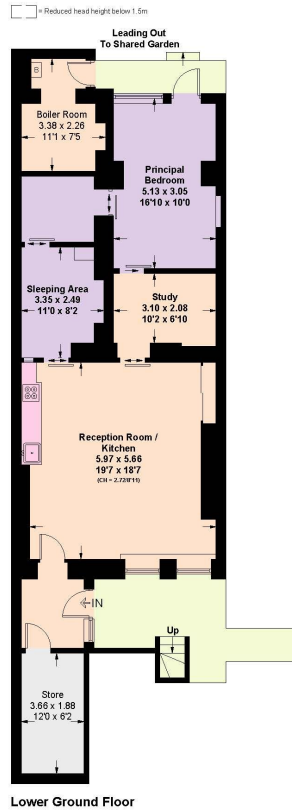 = Reduced head height below 1.5m
Leading Out
To Shared Garden
B
Boiler Room
3.38 x 2.26
11'1 x 7'5
Principal
Bedroom
5.13 x 3.05
16'10 x 10'0
Sleeping Area
3.35 x 2.49
11'0 x 8'2
Study
3.10 x 2.08
10'2 x 6'10
Reception Room /
Kitchen
5.97 x 5.66
19'7 x 18'7
(CH = 2.72/8'11)
IN
Up
Store
3.66 x 1.88
12'0 x 6'2
Lower Ground Floor